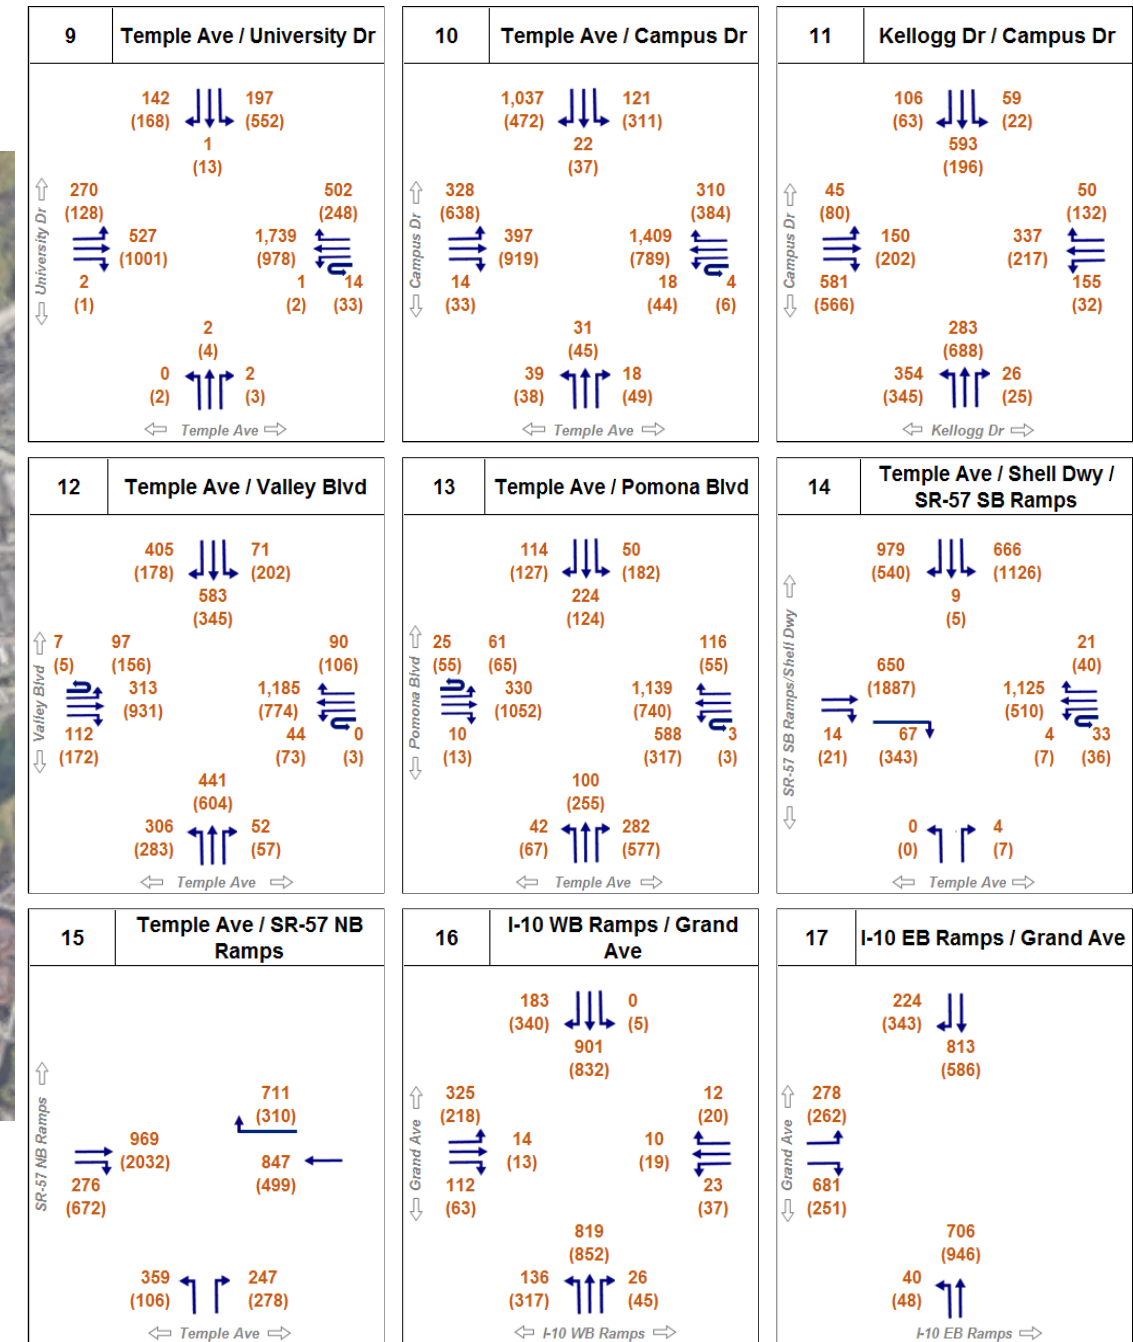 9 Temple Ave / University Dr
142 197
(168) (552)
1
(13)
270 502
(128) (248)
527 1,739
(1001) (978)
2 1 14
(1) (2) (33)
2
(4)
0 2
(2) (3)
University Dr
Temple Ave
10 Temple Ave / Campus Dr
1,037 121
(472) (311)
22
(37)
328 310
(638) (384)
397 1,409
(919) (789)
14 18 4
(33) (44) (6)
31
(45)
39 18
(38) (49)
Campus Dr
Temple Ave
11 Kellogg Dr / Campus Dr
106 59
(63) (22)
593
(196)
45 50
(80) (132)
150 337
(202) (217)
581 155
(566) (32)
283
(688)
354 26
(345) (25)
Campus Dr
Kellogg Dr
12 Temple Ave / Valley Blvd
405 71
(178) (202)
583
(345)
7 97 90
(5) (156) (106)
313 1,185
(931) (774)
112 44 0
(172) (73) (3)
441
(604)
306 52
(283) (57)
Valley Blvd
Temple Ave
13 Temple Ave / Pomona Blvd
114 50
(127) (182)
224
(124)
25 61 116
(55) (65) (55)
330 1,139
(1052) (740)
10 588 3
(13) (317) (3)
100
(255)
42 282
(67) (577)
Pomona Blvd
Temple Ave
14 Temple Ave / Shell Dwy /
SR-57 SB Ramps
979 666
(540) (1126)
9
(5)
21
(40)
650 1,125
(1887) (510)
14 67 4 33
(21) (343) (7) (36)
0 4
(0) (7)
SR-57 SB Ramps/Shell Dwy
Temple Ave
15 Temple Ave / SR-57 NB
Ramps
711
(310)
969 847
(2032) (499)
276
(672)
359 247
(106) (278)
SR-57 NB Ramps
Temple Ave
16 I-10 WB Ramps / Grand
Ave
183 0
(340) (5)
901
(832)
325 12
(218) (20)
14 10
(13) (19)
112 23
(63) (37)
819
(852)
136 26
(317) (45)
Grand Ave
I-10 WB Ramps
17 I-10 EB Ramps / Grand Ave
224
(343)
813
(586)
278
(262)
681
(251)
706
(946)
40
(48)
Grand Ave
I-10 EB Ramps